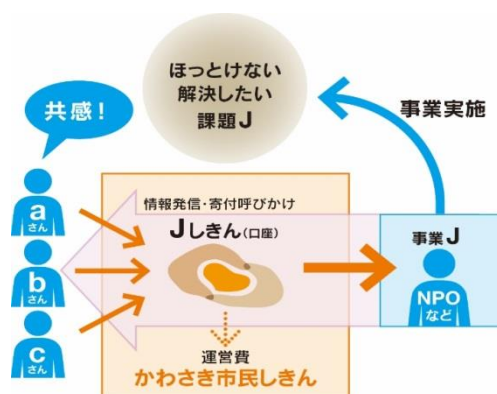 ほっとけない
解決したい
課題J
共感！
事業実施
aさん
bさん
cさん
情報発信・寄付呼びかけ
Jしきん(口座)
事業J
NPO
など
運営費
かわさき市民しきん